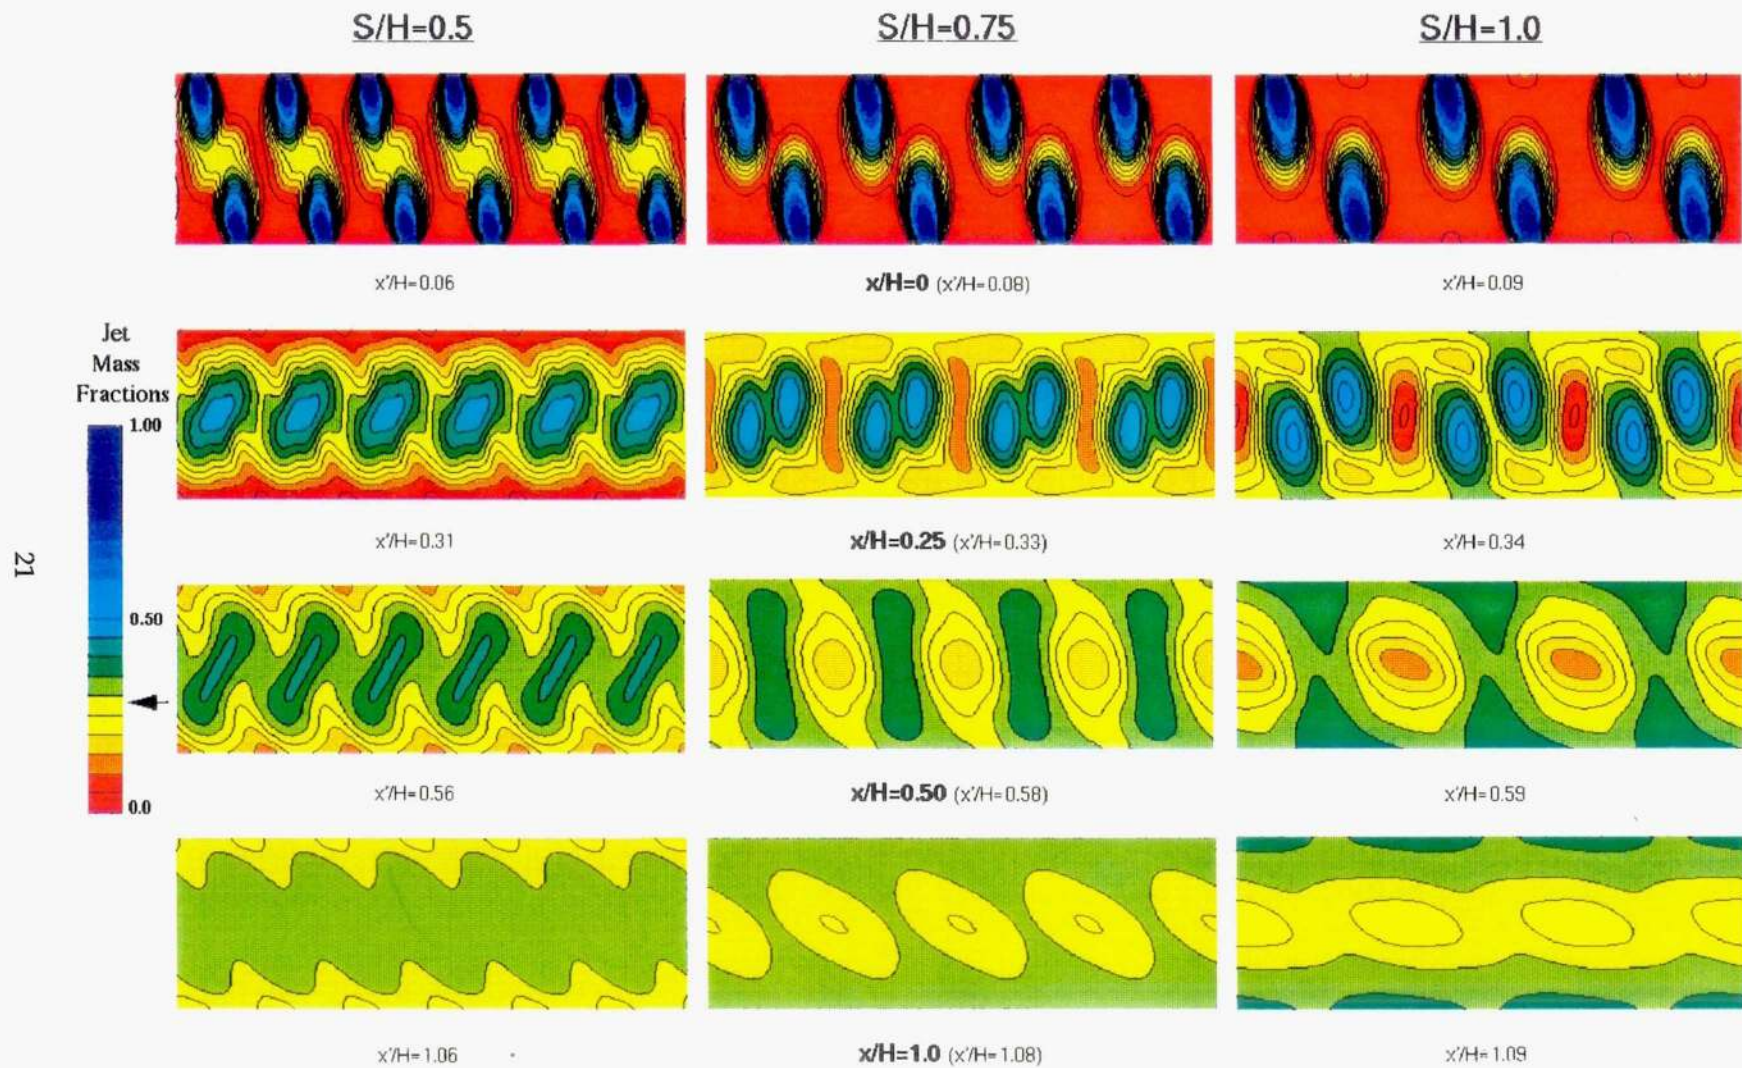 S/H=0.5 S/H=0.75 S/H=1.0
x'/H=0.06 x/H=0 (x'/H=0.08) x'/H=0.09
Jet
Mass
Fractions
1.00
0.50
0.0
x'/H=0.31 x/H=0.25 (x'/H=0.33) x'/H=0.34
21
x'/H=0.56 x/H=0.50 (x'/H=0.58) x'/H=0.59
x'/H=1.06 x/H=1.0 (x'/H=1.08) x'/H=1.09